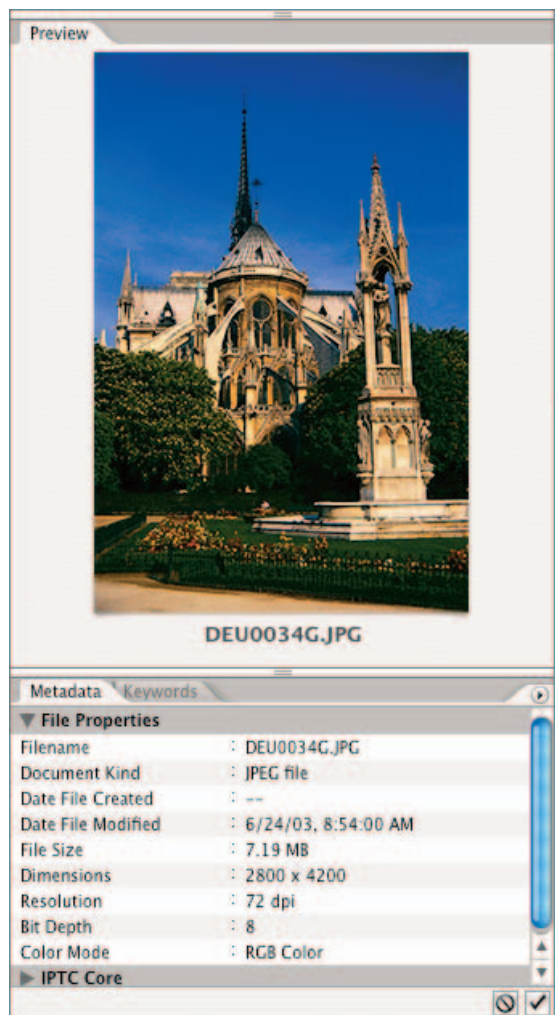 Preview
DEU0034G.JPG
Metadata Keywords
File Properties
Filename : DEU0034G.JPG
Document Kind : JPEG file
Date File Created : --
Date File Modified : 6/24/03, 8:54:00 AM
File Size : 7.19 MB
Dimensions : 2800 x 4200
Resolution : 72 dpi
Bit Depth : 8
Color Mode : RGB Color
IPTC Core